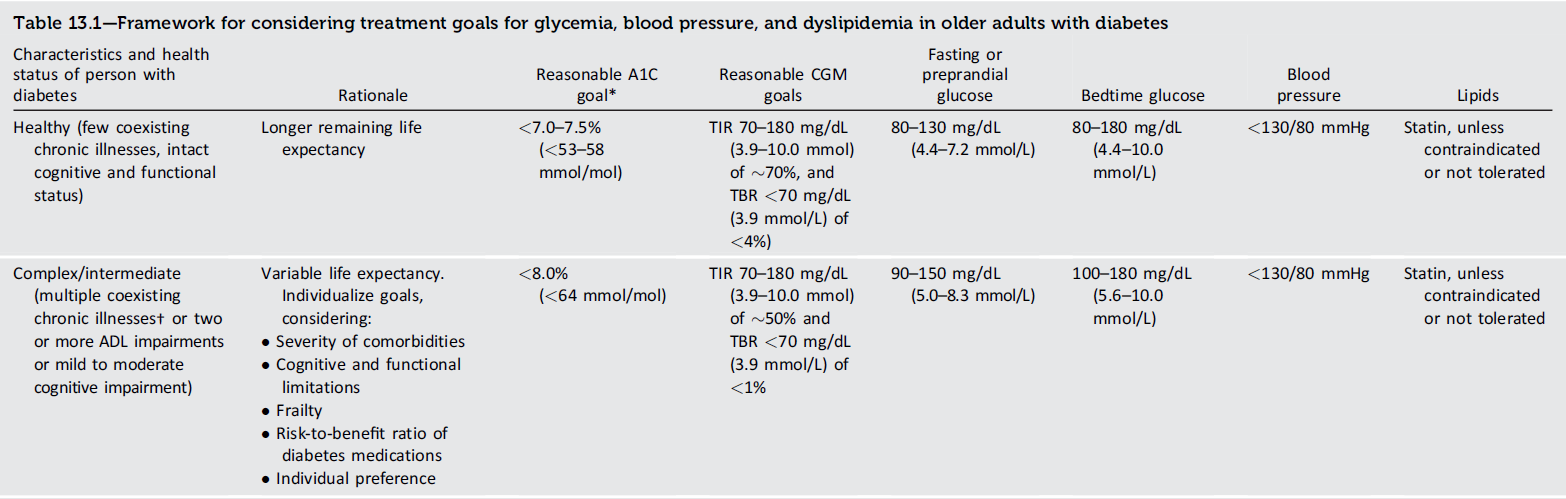 Table 13.1—Framework for considering treatment goals for glycemia, blood pressure, and dyslipidemia in older adults with diabetes
Characteristics and health
status of person with
diabetes
Rationale
Reasonable A1C
goal*
Reasonable CGM
goals
Fasting or
preprandial
glucose
Bedtime glucose
Blood
pressure
Lipids
Healthy (few coexisting
chronic illnesses, intact
cognitive and functional
status)
Longer remaining life
expectancy
<7.0–7.5%
(<53–58
mmol/mol)
TIR 70–180 mg/dL
(3.9–10.0 mmol)
of ∼70%, and
TBR <70 mg/dL
(3.9 mmol/L) of
<4%)
80–130 mg/dL
(4.4–7.2 mmol/L)
80–180 mg/dL
(4.4–10.0
mmol/L)
<130/80 mmHg
Statin, unless
contraindicated
or not tolerated
Complex/intermediate
(multiple coexisting
chronic illnesses† or two
or more ADL impairments
or mild to moderate
cognitive impairment)
Variable life expectancy.
Individualize goals,
considering:
● Severity of comorbidities
● Cognitive and functional
limitations
● Frailty
● Risk-to-benefit ratio of
diabetes medications
● Individual preference
<8.0%
(<64 mmol/mol)
TIR 70–180 mg/dL
(3.9–10.0 mmol)
of ∼50% and
TBR <70 mg/dL
(3.9 mmol/L) of
<1%
90–150 mg/dL
(5.0–8.3 mmol/L)
100–180 mg/dL
(5.6–10.0
mmol/L)
<130/80 mmHg
Statin, unless
contraindicated
or not tolerated